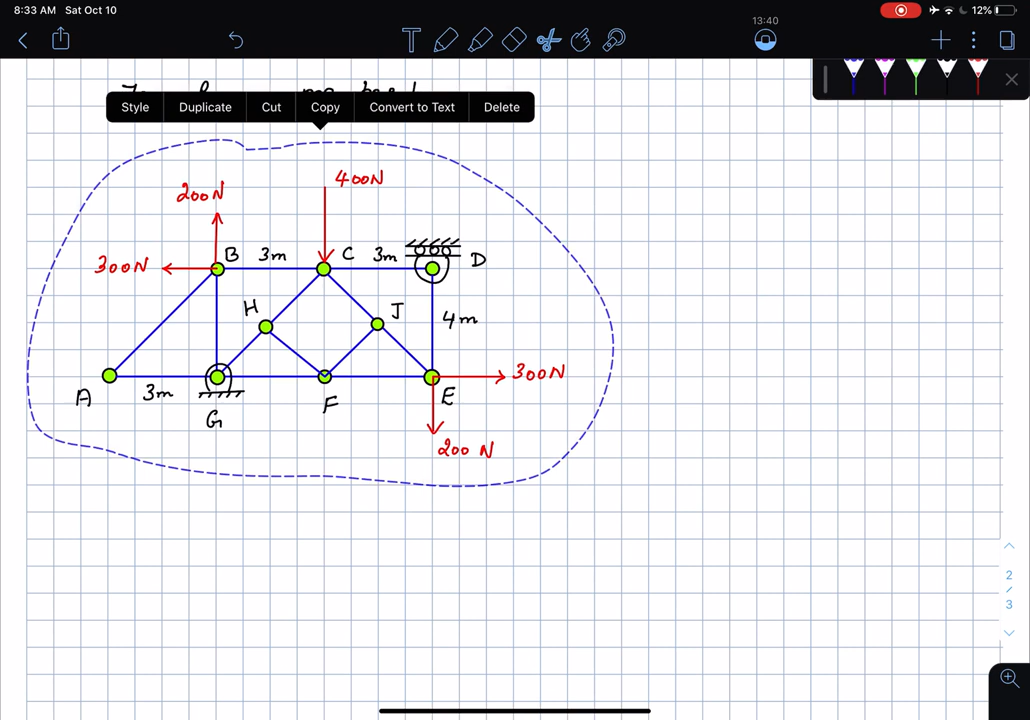 8:33 AM Sat Oct 10
13:40
12%
T
Style Duplicate Cut Copy Convert to Text Delete
400N
200N
300N
B 3m C 3m D
H J
4m
A 3m G F E 300N
200 N
2
3